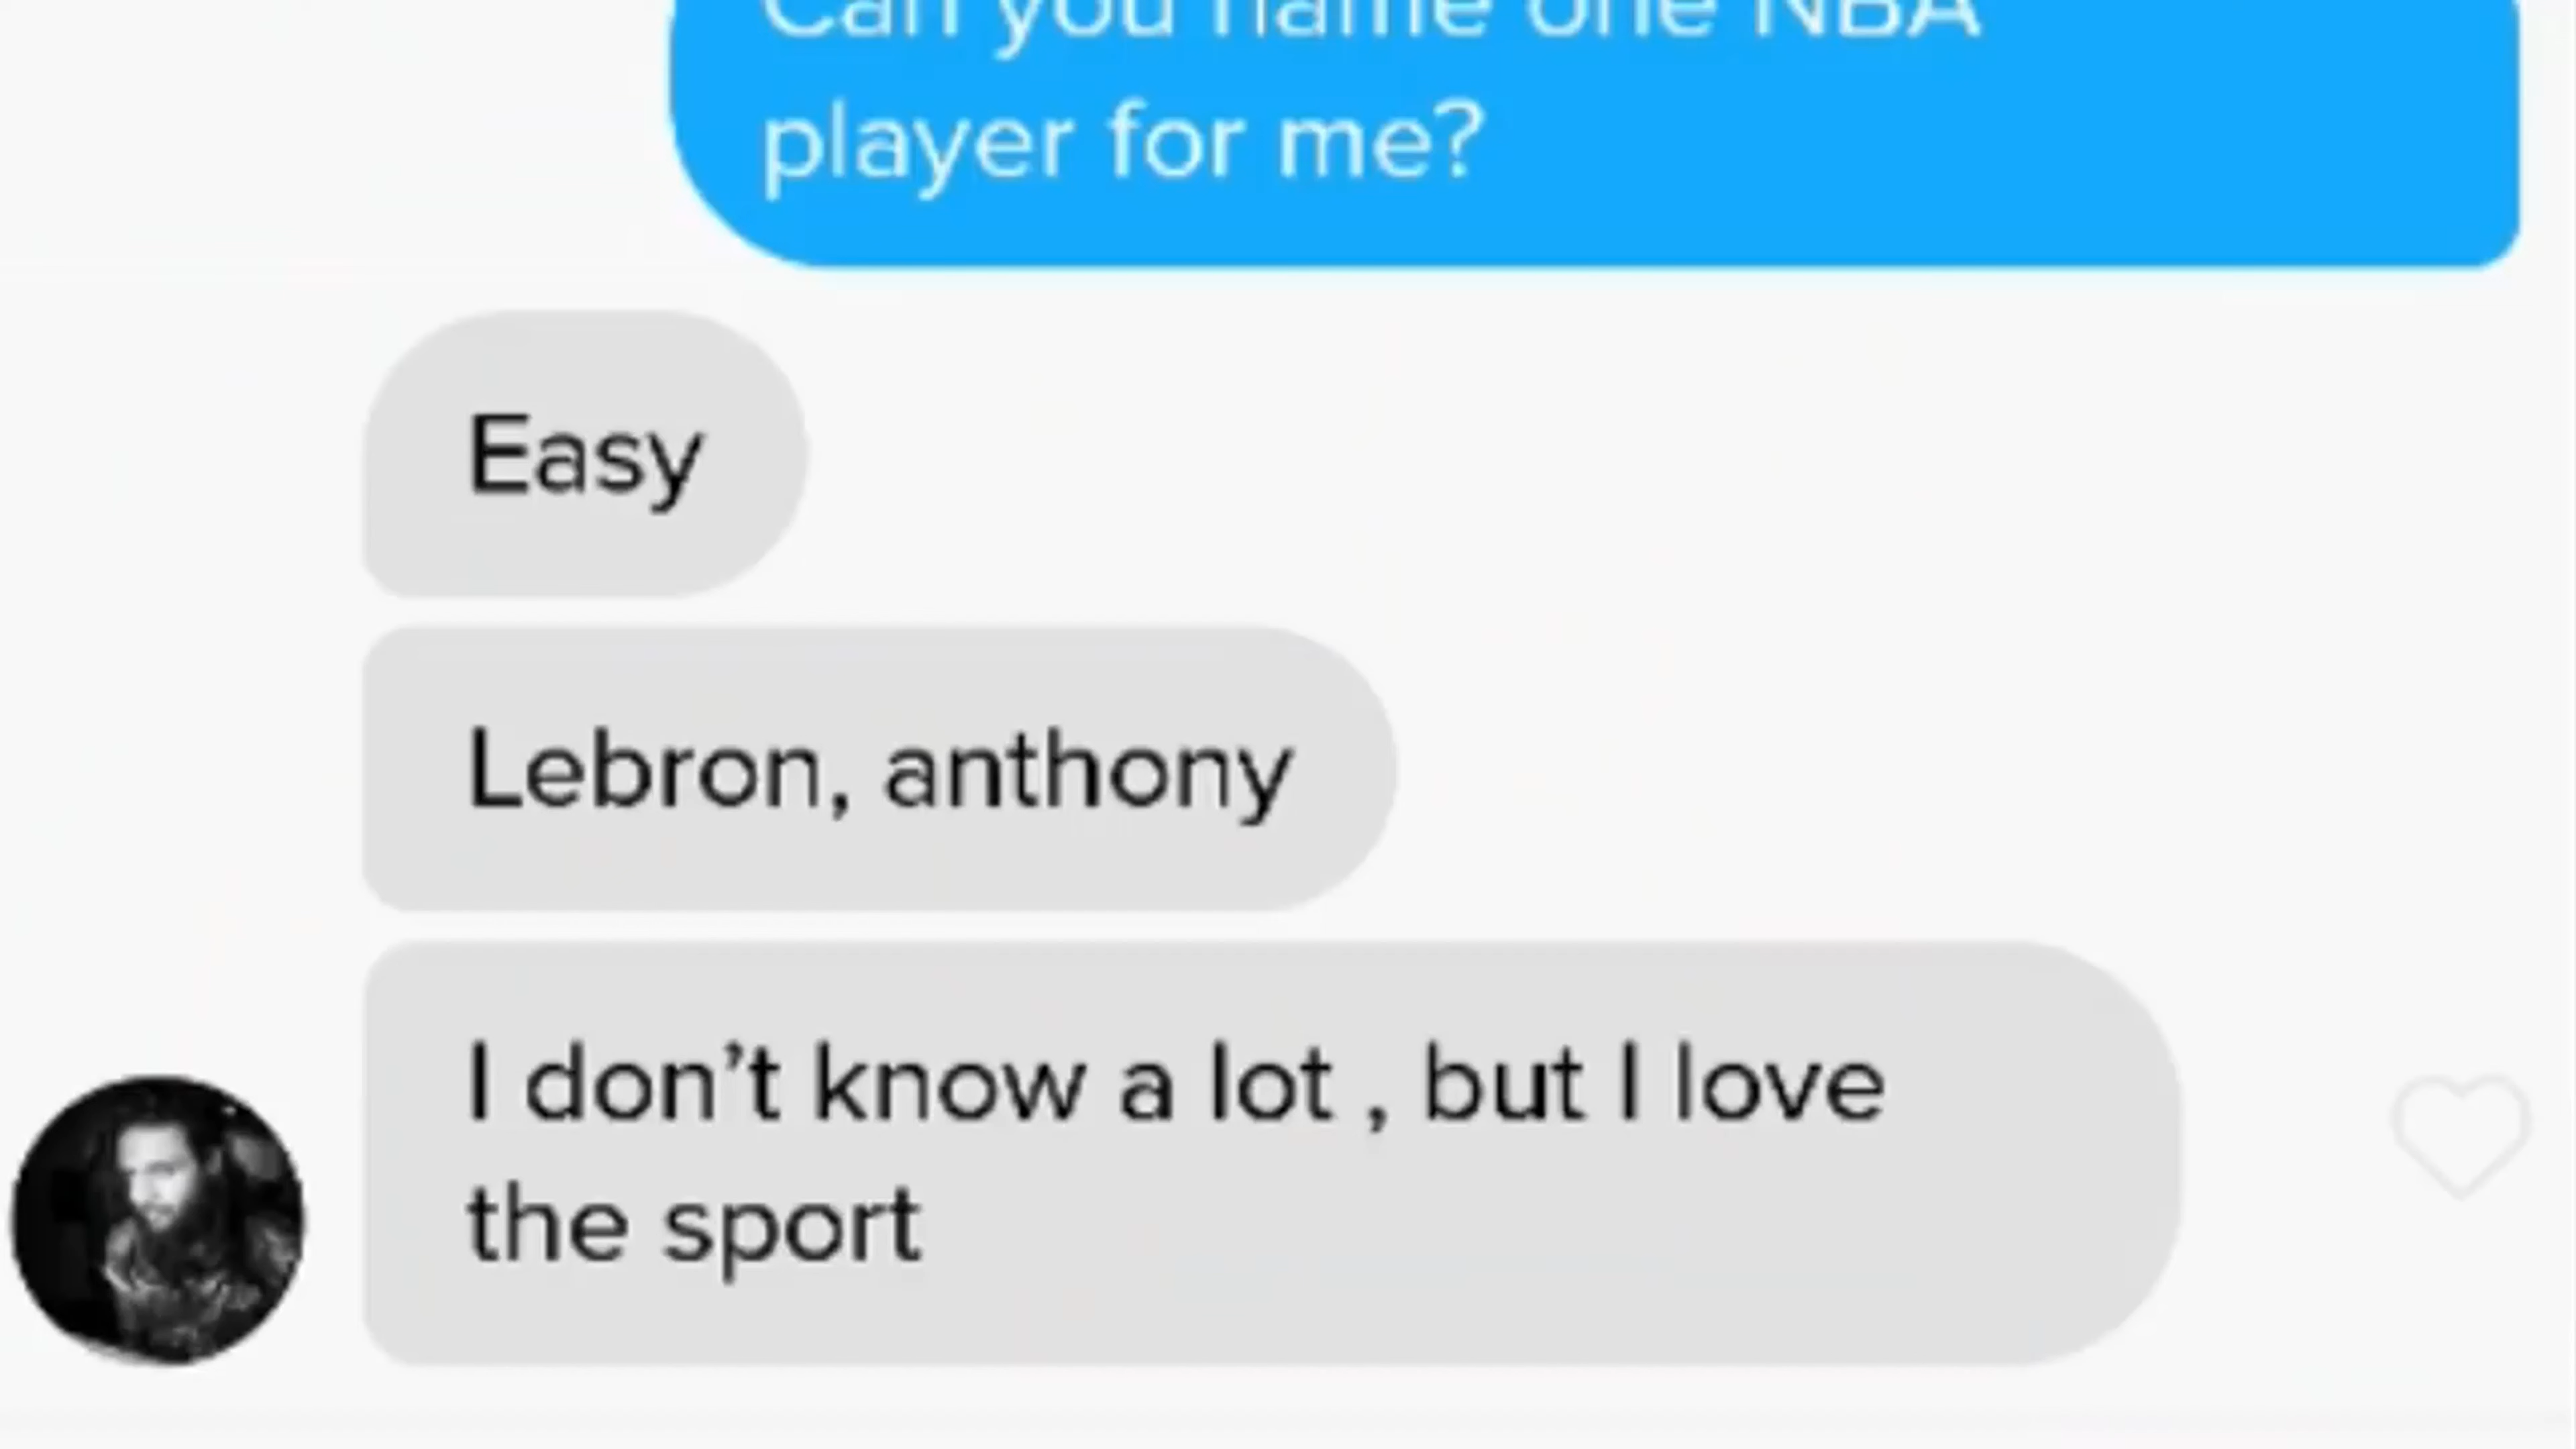 Can you name one NBA
player for me?
Easy
Lebron, anthony
I don’t know a lot , but I love
the sport